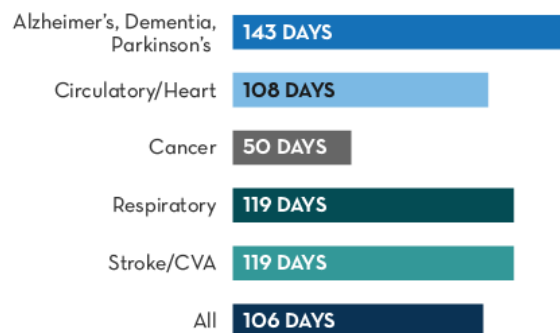 Alzheimer's, Dementia,
Parkinson's
143 DAYS
Circulatory/Heart
108 DAYS
Cancer
50 DAYS
Respiratory
119 DAYS
Stroke/CVA
119 DAYS
All
106 DAYS